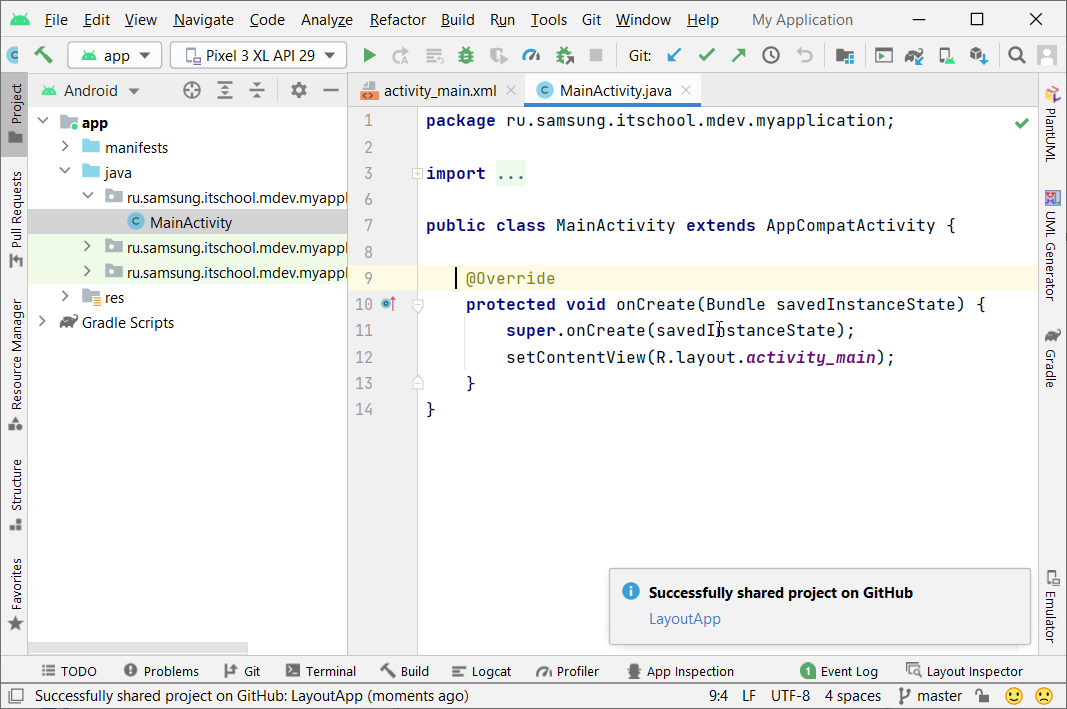 File Edit View Navigate Code Analyze Refactor Build Run Tools Git Window Help My Application
app Pixel 3 XL API 29 Git:
Project
Pull Requests
Resource Manager
Structure
Favorites
Android
app
manifests
java
ru.samsung.itschool.mdev.myappl
MainActivity
ru.samsung.itschool.mdev.myappl
ru.samsung.itschool.mdev.myappl
res
Gradle Scripts
activity_main.xml MainActivity.java
1 package ru.samsung.itschool.mdev.myapplication;
2
3 import ...
6
7 public class MainActivity extends AppCompatActivity {
8
9 @Override
10 protected void onCreate(Bundle savedInstanceState) {
11 super.onCreate(savedInstanceState);
12 setContentView(R.layout.activity_main);
13 }
14 }
PlantUML
UML Generator
Gradle
Emulator
Successfully shared project on GitHub
LayoutApp
TODO Problems Git Terminal Build Logcat Profiler App Inspection 1 Event Log Layout Inspector
Successfully shared project on GitHub: LayoutApp (moments ago) 9:4 LF UTF-8 4 spaces master